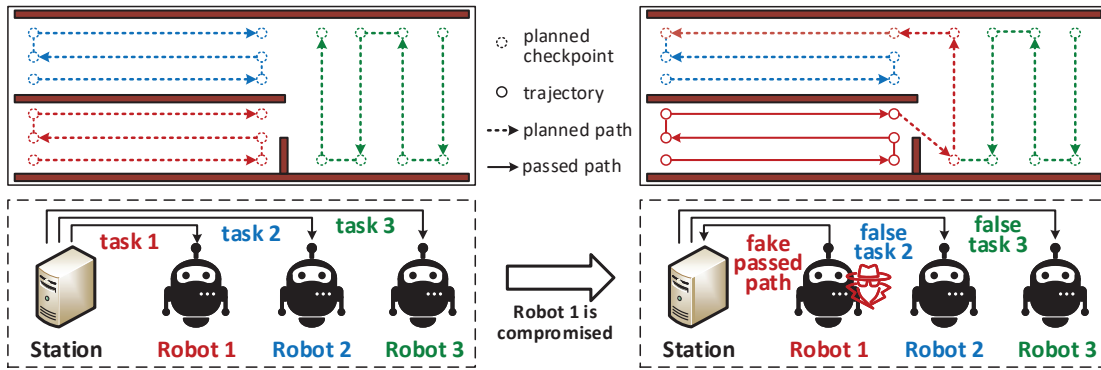 planned
checkpoint
trajectory
planned path
passed path
task 1
task 2
task 3
Station
Robot 1
Robot 2
Robot 3
Robot 1 is
compromised
fake
passed
path
false
task 2
false
task 3
Station
Robot 1
Robot 2
Robot 3